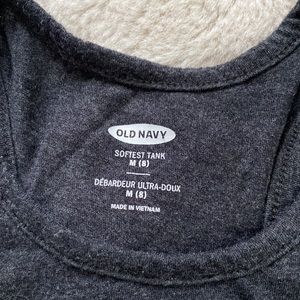 OLD NAVY
SOFTEST TANK
M (8)
DÉBARDEUR ULTRA-DOUX
M (8)
MADE IN VIETNAM